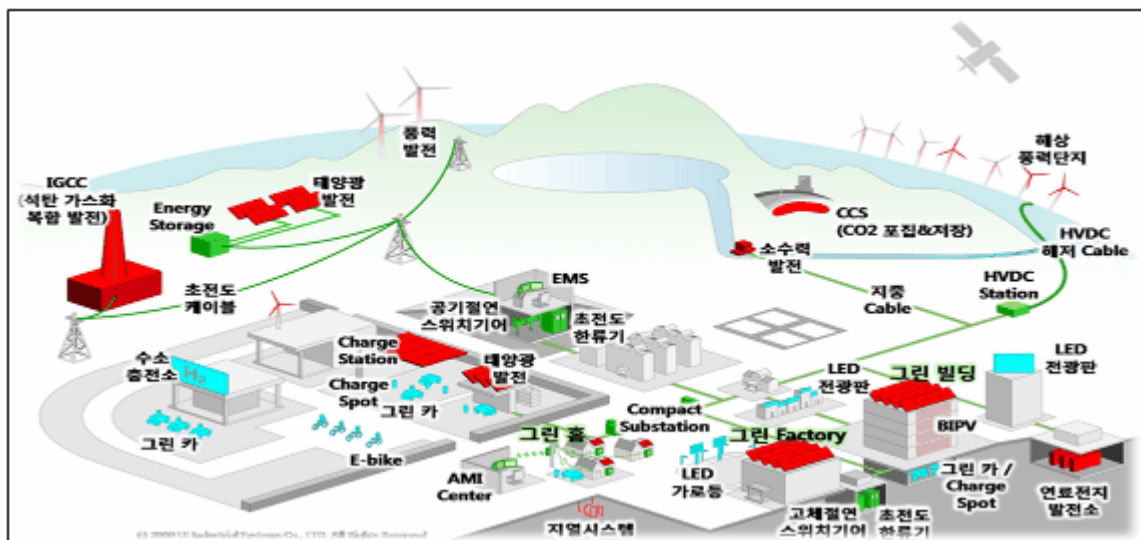 풍력
발전
해상
풍력단지
IGCC
(석탄 가스화
복합 발전)
Energy
Storage
태양광
발전
CCS
(CO2 포집&저장)
HVDC
해저 Cable
소수력
발전
HVDC
Station
지중
Cable
초전도
케이블
EMS
공기절연
스위치기어
초전도
한류기
Charge
Station
수소
충전소
H2
Charge
Spot
태양광
발전
그린 카
LED
전광판
그린 빌딩
LED
전광판
Compact
Substation
그린 카
E-bike
그린 홈
그린 Factory
BIPV
AMI
Center
LED
가로등
그린 카 /
Charge
Spot
연료전지
발전소
지열시스템
고체절연
스위치기어
초전도
한류기
Industrial Systems Co., LTD. All Rights Reserved